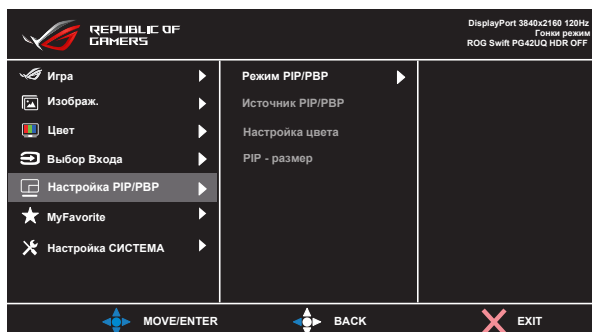 REPUBLIC OF
GAMERS
DisplayPort 3840x2160 120Hz
Гонки режим
ROG Swift PG42UQ HDR OFF
Игра
Изображ.
Цвет
Выбор Входа
Настройка PIP/PBP
MyFavorite
Настройка СИСТЕМА
Режим PIP/PBP
Источник PIP/PBP
Настройка цвета
PIP - размер
MOVE/ENTER
BACK
EXIT